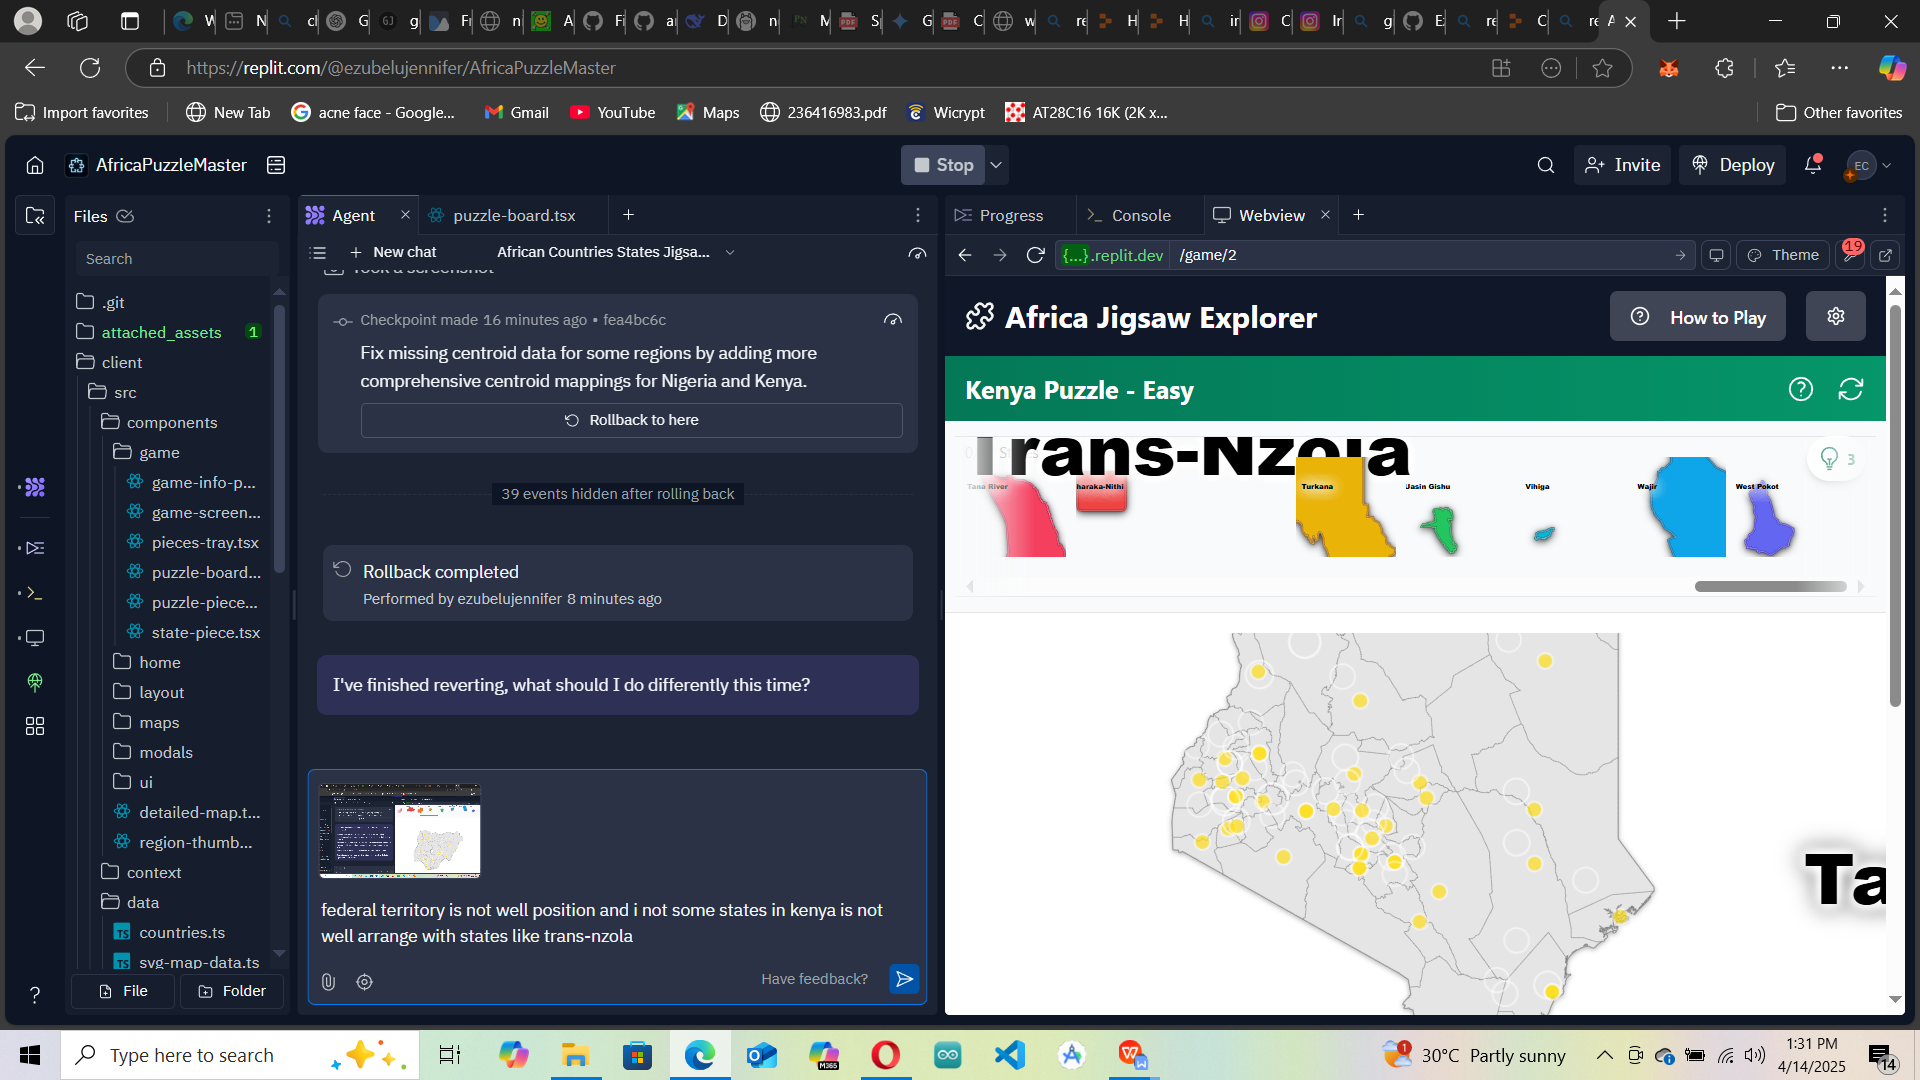 https://replit.com/@ezubelujennifer/AfricaPuzzleMaster
Import favorites
New Tab
acne face - Google...
Gmail
YouTube
Maps
236416983.pdf
Wicrypt
AT28C16 16K (2K x...
Other favorites
AfricaPuzzleMaster
Stop
Invite
Deploy
EC
Files
Agent
puzzle-board.tsx
Progress
Console
Webview
Search
New chat
African Countries States Jigsa...
{...}.replit.dev
/game/2
Theme
19
.git
attached_assets
1
client
src
components
game
game-info-p...
game-screen...
pieces-tray.tsx
puzzle-board...
puzzle-piece...
state-piece.tsx
home
layout
maps
modals
ui
detailed-map.t...
region-thumb...
context
data
countries.ts
svg-map-data.ts
File
Folder
Took a screenshot
Checkpoint made 16 minutes ago • fea4bc6c
Fix missing centroid data for some regions by adding more
comprehensive centroid mappings for Nigeria and Kenya.
Rollback to here
39 events hidden after rolling back
Rollback completed
Performed by ezubelujennifer 8 minutes ago
I've finished reverting, what should I do differently this time?
federal territory is not well position and i not some states in kenya is not
well arrange with states like trans-nzola
Have feedback?
Africa Jigsaw Explorer
How to Play
Kenya Puzzle - Easy
Trans-Nzoia
3
Tana River
haraka-Nithi
Turkana
Uasin Gishu
Vihiga
Wajir
West Pokot
Ta
Type here to search
M365
1
30°C Partly sunny
1:31 PM
4/14/2025
14